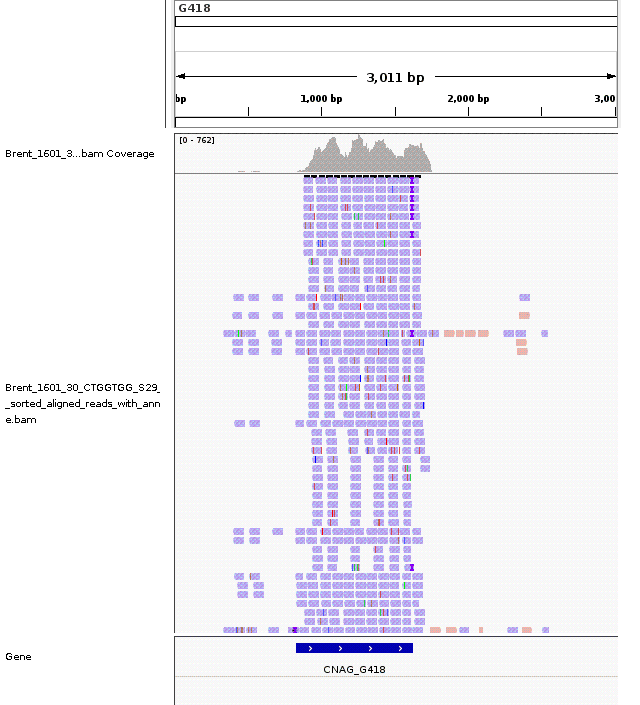 G418
3,011 bp
bp 1,000 bp 2,000 bp 3,00
[0 - 762]
Brent_1601_3...bam Coverage
Brent_1601_30_CTGGTGG_S29_
_sorted_aligned_reads_with_ann
e.bam
Gene
CNAG_G418